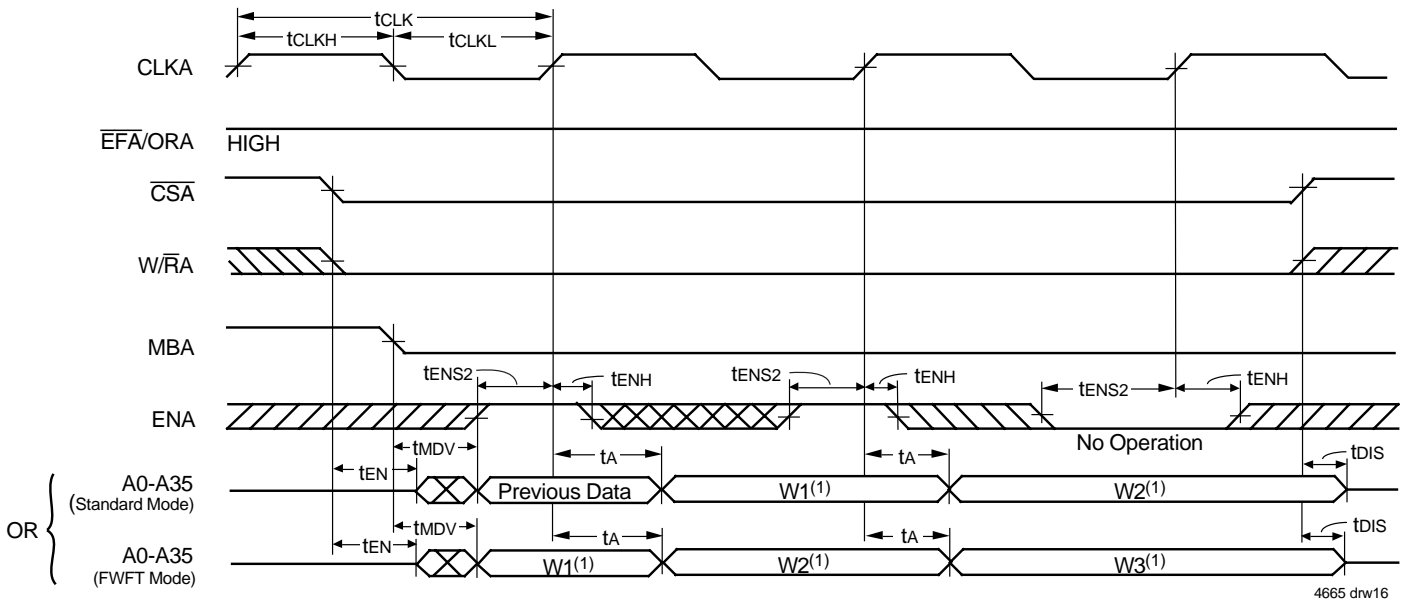 tCLK
tCLKH tCLKL
CLKA
EFA/ORA HIGH
CSA
W/RA
MBA
tENS2 tENH tENS2 tENH tENS2 tENH
ENA
No Operation
tMDV tA tA tDIS
tEN
A0-A35 Previous Data W1(1) W2(1)
(Standard Mode)
OR
tMDV tA tA tDIS
tEN
A0-A35 W1(1) W2(1) W3(1)
(FWFT Mode)
4665 drw16